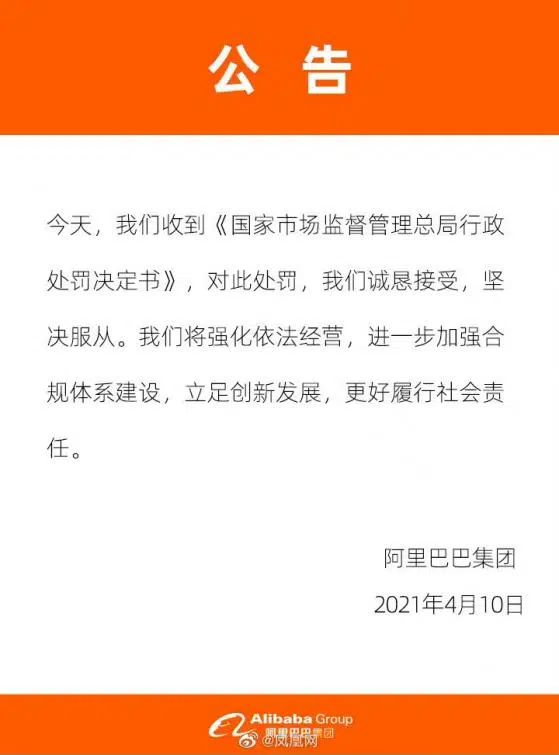 公 告
今天，我们收到《国家市场监督管理总局行政
处罚决定书》，对此处罚，我们诚恳接受，坚
决服从。我们将强化依法经营，进一步加强合
规体系建设，立足创新发展，更好履行社会责
任。
阿里巴巴集团
2021年4月10日
Alibaba Group
阿里巴巴集团
@凤凰网